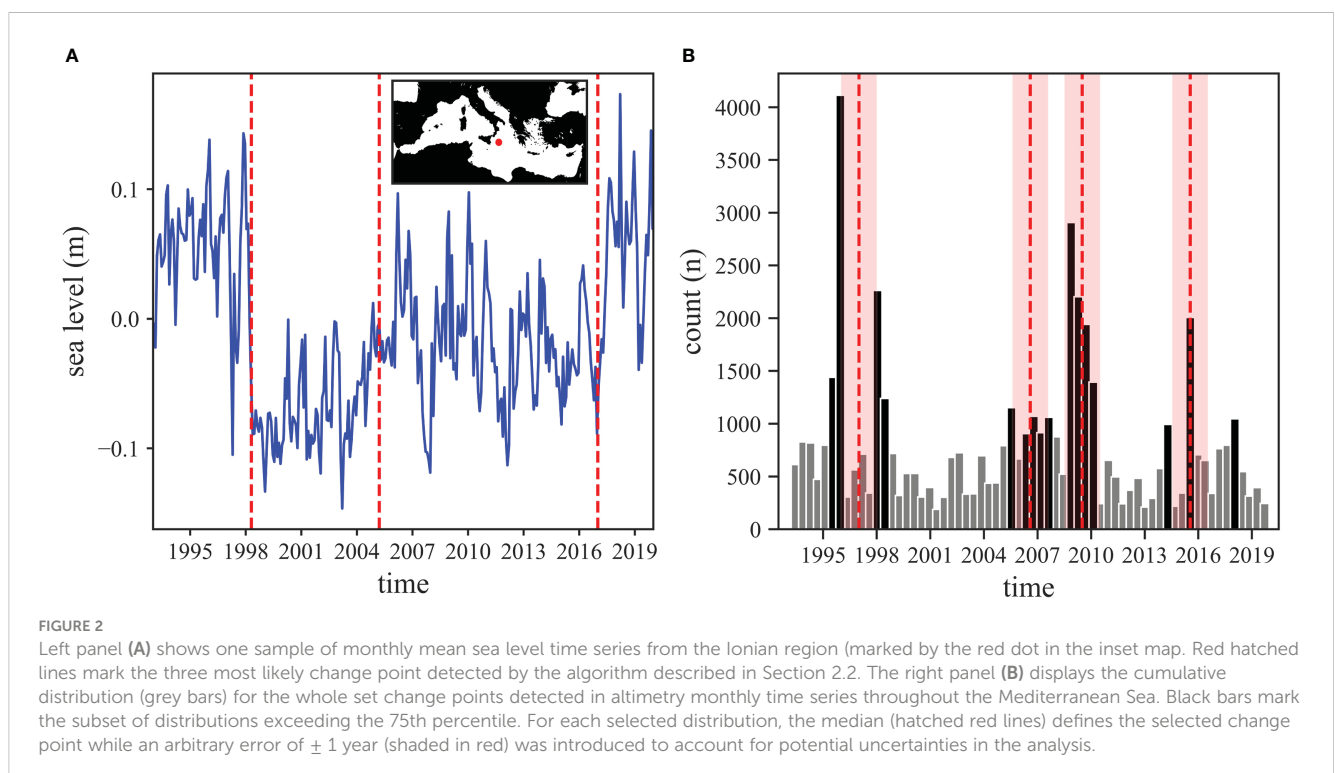 A
B
sea level (m)
0.1
0.0
−0.1
1995 1998 2001 2004 2007 2010 2013 2016 2019
time
count (n)
4000
3500
3000
2500
2000
1500
1000
500
0
1995 1998 2001 2004 2007 2010 2013 2016 2019
time
FIGURE 2
Left panel (A) shows one sample of monthly mean sea level time series from the Ionian region (marked by the red dot in the inset map. Red hatched
lines mark the three most likely change point detected by the algorithm described in Section 2.2. The right panel (B) displays the cumulative
distribution (grey bars) for the whole set change points detected in altimetry monthly time series throughout the Mediterranean Sea. Black bars mark
the subset of distributions exceeding the 75th percentile. For each selected distribution, the median (hatched red lines) defines the selected change
point while an arbitrary error of ± 1 year (shaded in red) was introduced to account for potential uncertainties in the analysis.